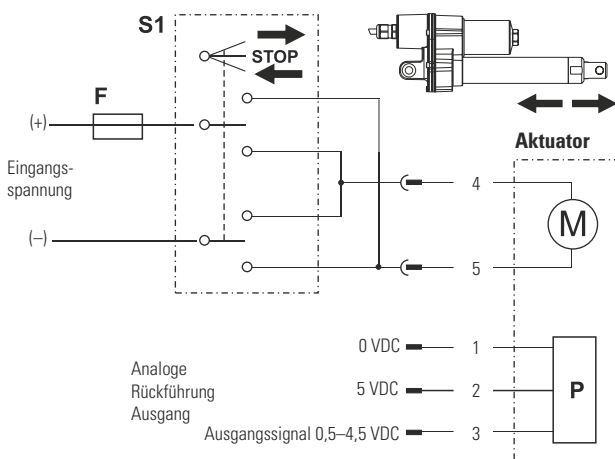 S1
STOP
F
(+)
Eingangs-
spannung
(–)
Aktuator
4
M
5
0 VDC
1
Analoge
Rückführung
Ausgang
5 VDC
2
P
Ausgangssignal 0,5–4,5 VDC
3